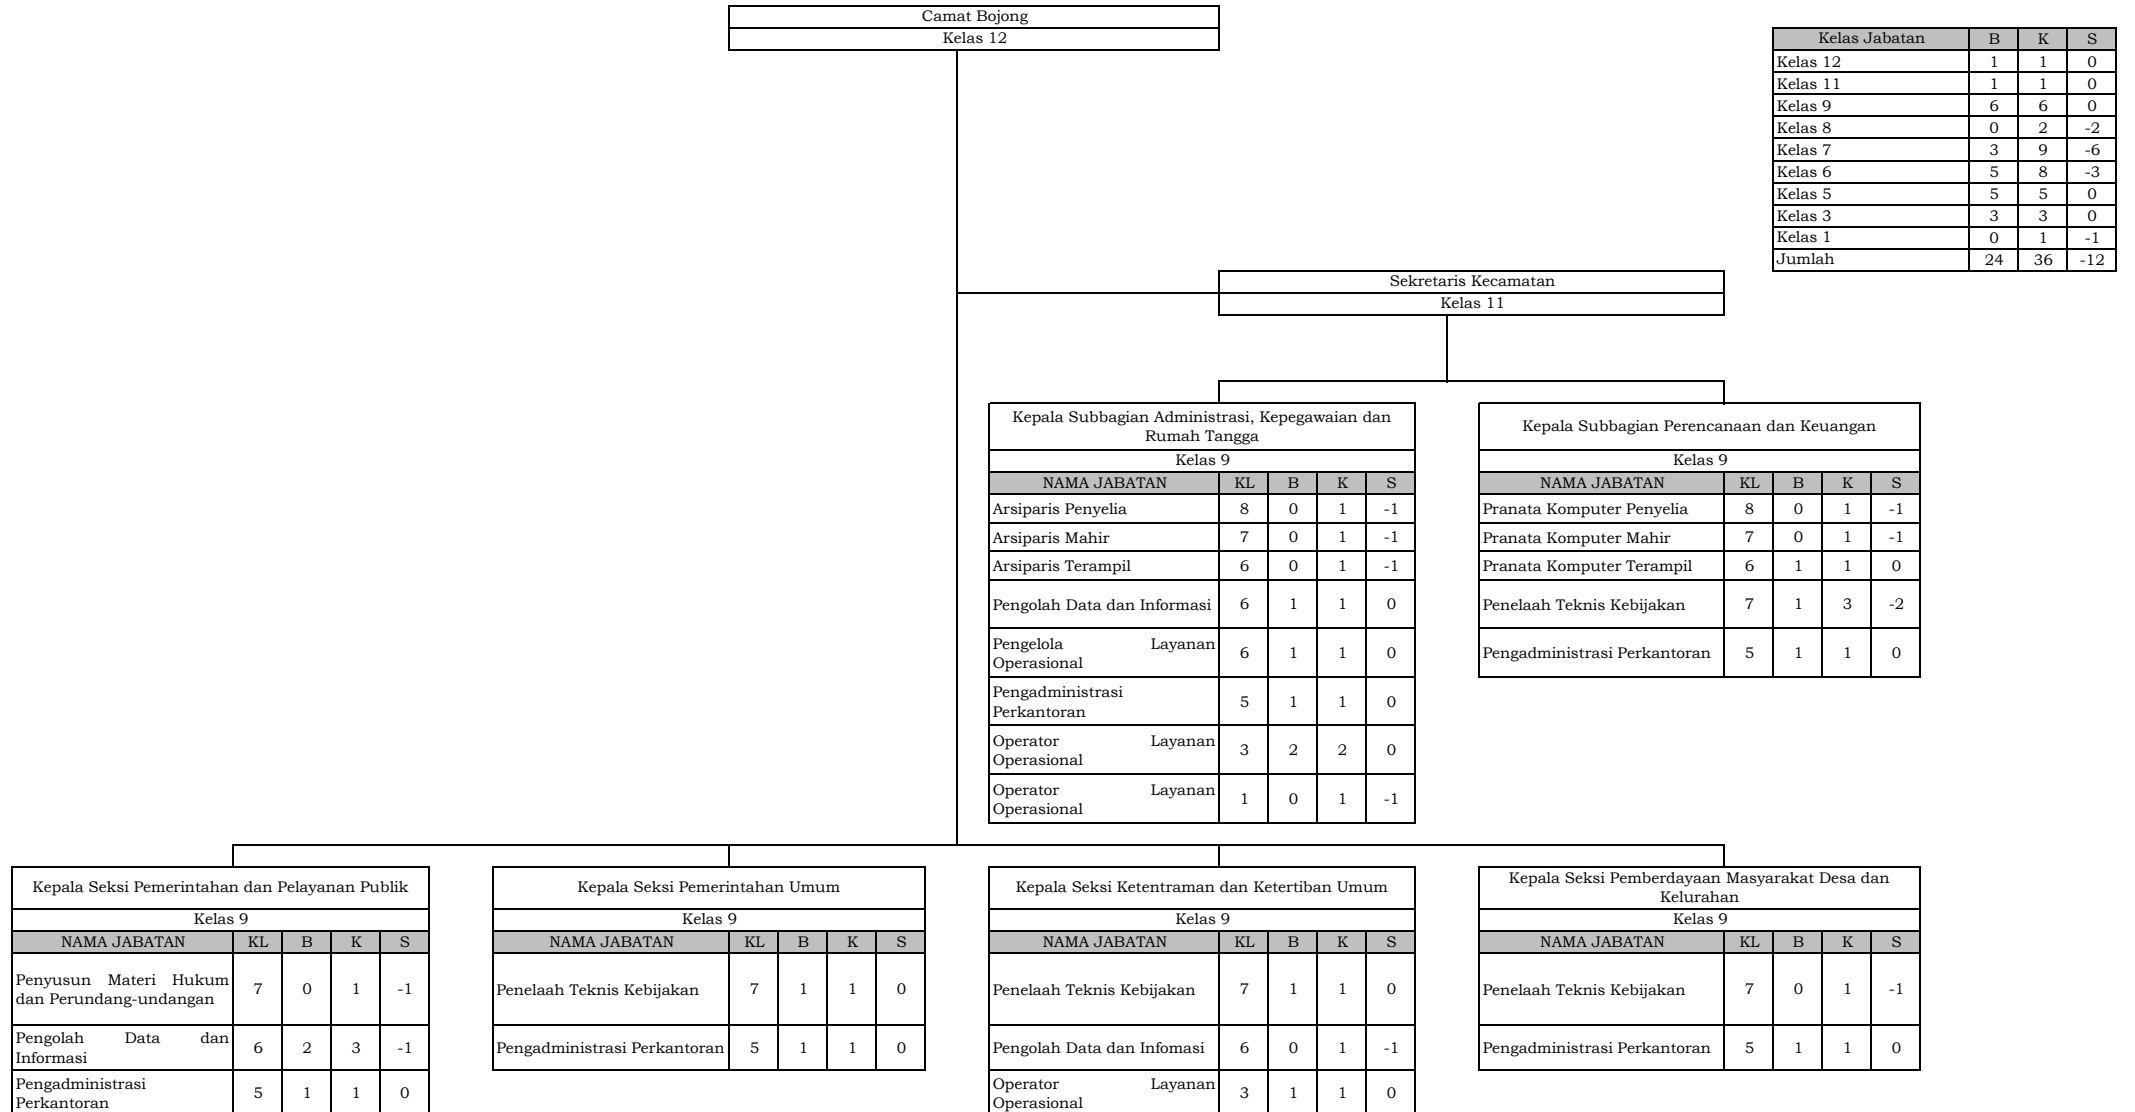 Camat Bojong
Kelas 12
Kelas Jabatan B K S
Kelas 12 1 1 0
Kelas 11 1 1 0
Kelas 9 6 6 0
Kelas 8 0 2 -2
Kelas 7 3 9 -6
Kelas 6 5 8 -3
Kelas 5 5 5 0
Kelas 3 3 3 0
Kelas 1 0 1 -1
Jumlah 24 36 -12
Sekretaris Kecamatan
Kelas 11
Kepala Subbagian Administrasi, Kepegawaian dan
Rumah Tangga
Kelas 9
NAMA JABATAN KL B K S
Arsiparis Penyelia 8 0 1 -1
Arsiparis Mahir 7 0 1 -1
Arsiparis Terampil 6 0 1 -1
Pengolah Data dan Informasi 6 1 1 0
Pengelola Layanan
Operasional 6 1 1 0
Pengadministrasi
Perkantoran 5 1 1 0
Operator Layanan
Operasional 3 2 2 0
Operator Layanan
Operasional 1 0 1 -1
Kepala Subbagian Perencanaan dan Keuangan
Kelas 9
NAMA JABATAN KL B K S
Pranata Komputer Penyelia 8 0 1 -1
Pranata Komputer Mahir 7 0 1 -1
Pranata Komputer Terampil 6 1 1 0
Penelaah Teknis Kebijakan 7 1 3 -2
Pengadministrasi Perkantoran 5 1 1 0
Kepala Seksi Pemerintahan dan Pelayanan Publik
Kelas 9
NAMA JABATAN KL B K S
Penyusun Materi Hukum
dan Perundang-undangan 7 0 1 -1
Pengolah Data dan
Informasi 6 2 3 -1
Pengadministrasi
Perkantoran 5 1 1 0
Kepala Seksi Pemerintahan Umum
Kelas 9
NAMA JABATAN KL B K S
Penelaah Teknis Kebijakan 7 1 1 0
Pengadministrasi Perkantoran 5 1 1 0
Kepala Seksi Ketentraman dan Ketertiban Umum
Kelas 9
NAMA JABATAN KL B K S
Penelaah Teknis Kebijakan 7 1 1 0
Pengolah Data dan Infomasi 6 0 1 -1
Operator Layanan
Operasional 3 1 1 0
Kepala Seksi Pemberdayaan Masyarakat Desa dan
Kelurahan
Kelas 9
NAMA JABATAN KL B K S
Penelaah Teknis Kebijakan 7 0 1 -1
Pengadministrasi Perkantoran 5 1 1 0